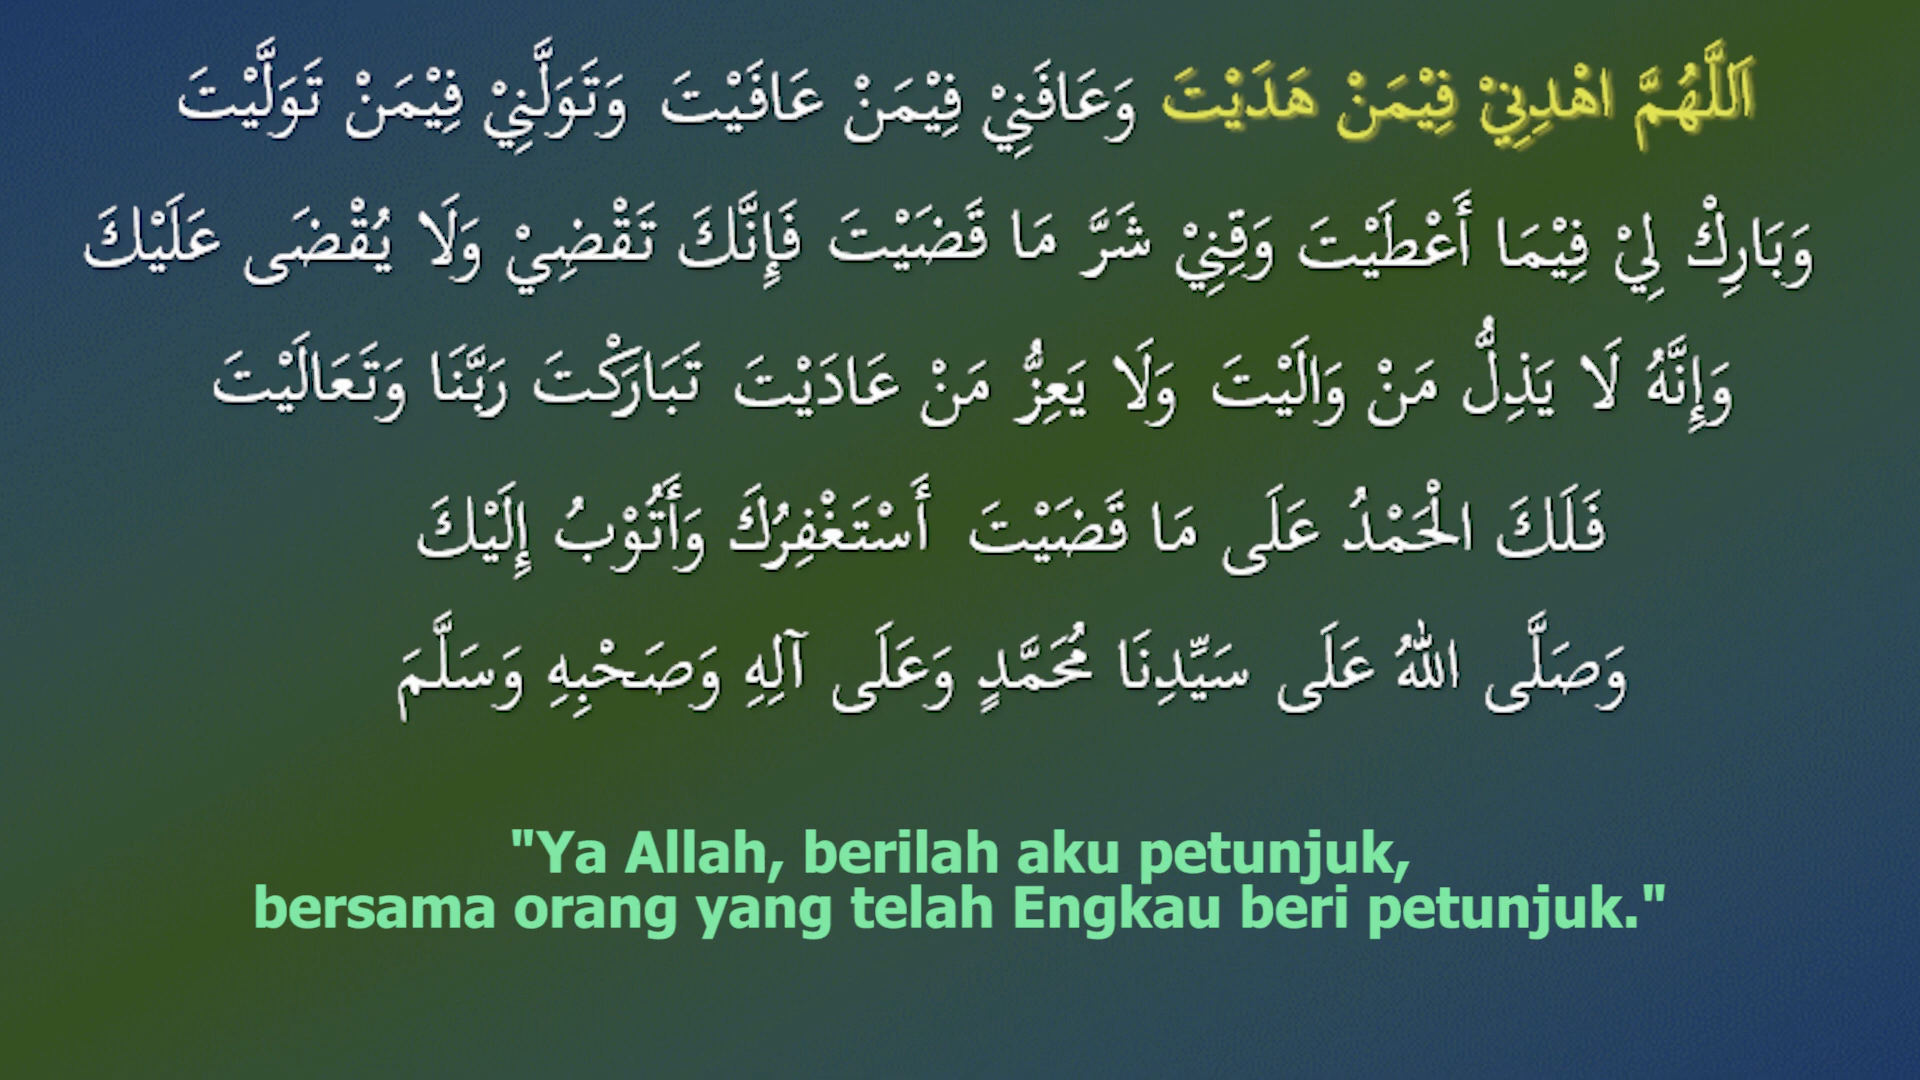 اَللَّهُمَّ اهْدِنِيْ فِيْمَنْ هَدَيْتَ وَعَافَنِيْ فِيْمَنْ عَافَيْتَ وَتَوَلَّنِيْ فِيْمَنْ تَوَلَّيْتَ
وَبَارِكْ لِيْ فِيْمَا أَعْطَيْتَ وَقِنِيْ شَرَّ مَا قَضَيْتَ فَإِنَّكَ تَقْضِيْ وَلَا يُقْضَى عَلَيْكَ
وَإِنَّهُ لَا يَذِلُّ مَنْ وَالَيْتَ وَلَا يَعِزُّ مَنْ عَادَيْتَ تَبَارَكْتَ رَبَّنَا وَتَعَالَيْتَ
فَلَكَ الْحَمْدُ عَلَى مَا قَضَيْتَ أَسْتَغْفِرُكَ وَأَتُوْبُ إِلَيْكَ
وَصَلَّى اللهُ عَلَى سَيِّدِنَا مُحَمَّدٍ وَعَلَى آلِهِ وَصَحْبِهِ وَسَلَّمَ
"Ya Allah, berilah aku petunjuk,
bersama orang yang telah Engkau beri petunjuk."